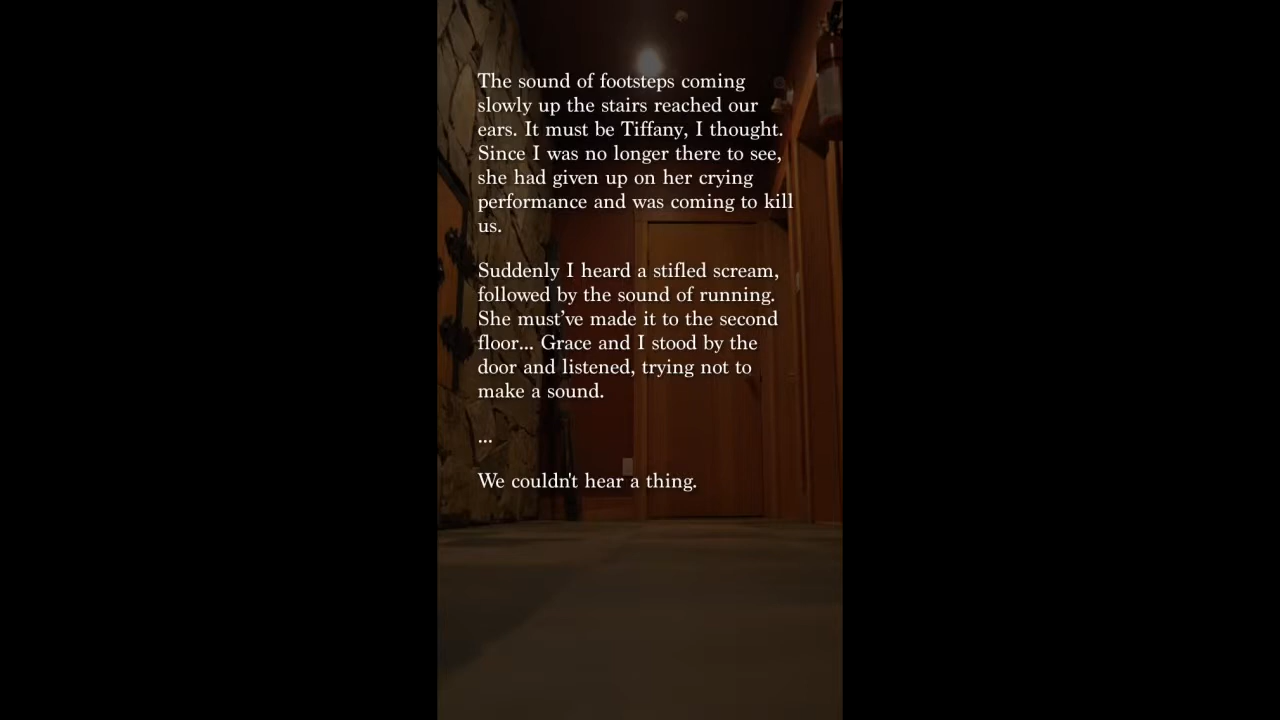 The sound of footsteps coming
slowly up the stairs reached our
ears. It must be Tiffany, I thought.
Since I was no longer there to see,
she had given up on her crying
performance and was coming to kill
us.
Suddenly I heard a stifled scream,
followed by the sound of running.
She must’ve made it to the second
floor... Grace and I stood by the
door and listened, trying not to
make a sound.
...
We couldn't hear a thing.